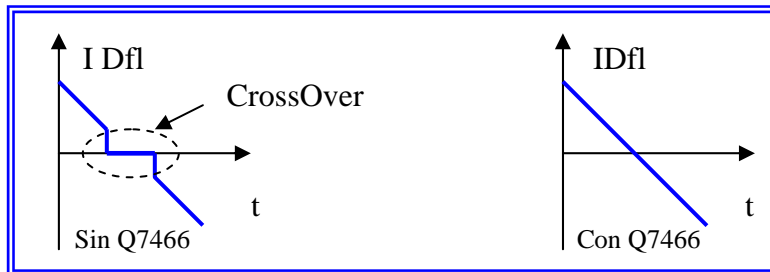 I Dfl
CrossOver
t
Sin Q7466
IDfl
t
Con Q7466